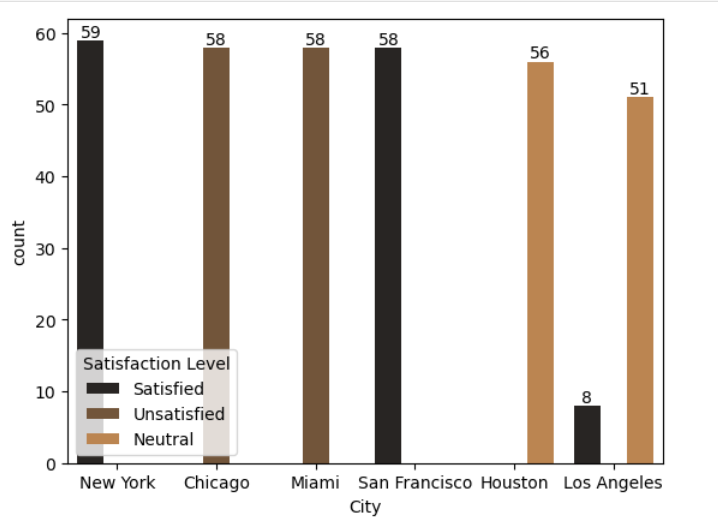 60
50
40
30
20
10
0
count
59
58
58
58
56
8
51
Satisfaction Level
Satisfied
Unsatisfied
Neutral
New York Chicago Miami San Francisco Houston Los Angeles
City